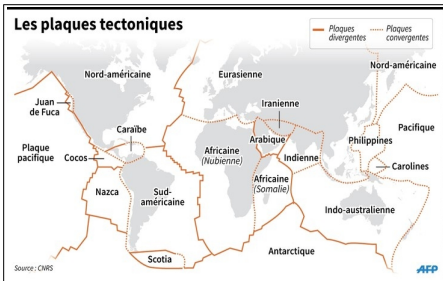 Les plaques tectoniques
Plaques divergentes
Plaques convergentes
Nord-américaine
Eurasienne
Nord-américaine
Juan de Fuca
Iranienne
Caraïbe
Philippines
Pacifique
Plaque pacifique
Cocos
Africaine (Nubienne)
Arabique
Indienne
Carolines
Nazca
Sud-américaine
Africaine (Somalie)
Indo-australienne
Scotia
Antarctique
Source : CNRS
AFP